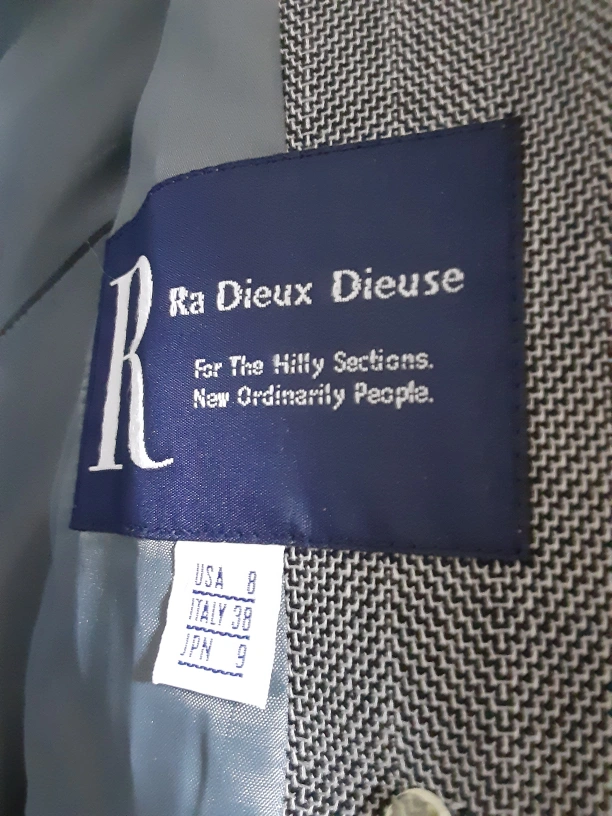 R
Ra Dieux Dieuse
For The Hilly Sections.
New Ordinarily People.
USA 8
ITALY 38
JPN 9